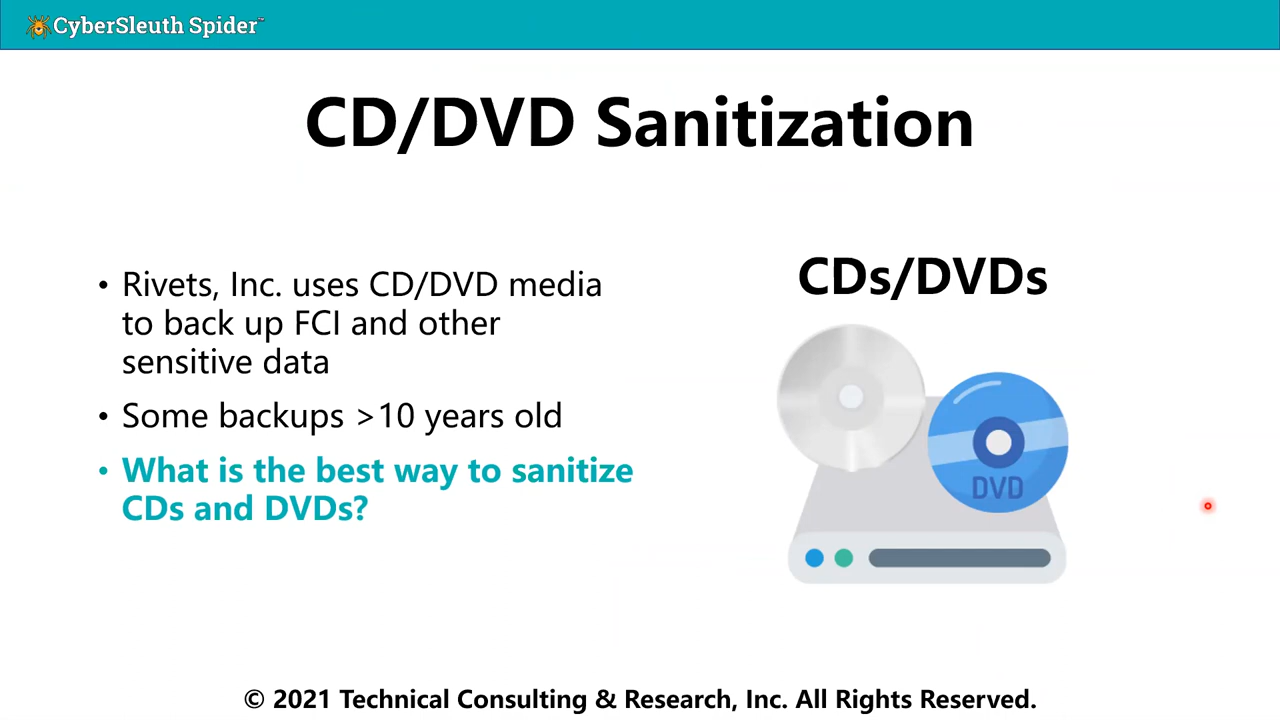 CyberSleuth Spider™
CD/DVD Sanitization
• Rivets, Inc. uses CD/DVD media
to back up FCI and other
sensitive data
• Some backups >10 years old
• What is the best way to sanitize
CDs and DVDs?
CDs/DVDs
DVD
© 2021 Technical Consulting & Research, Inc. All Rights Reserved.